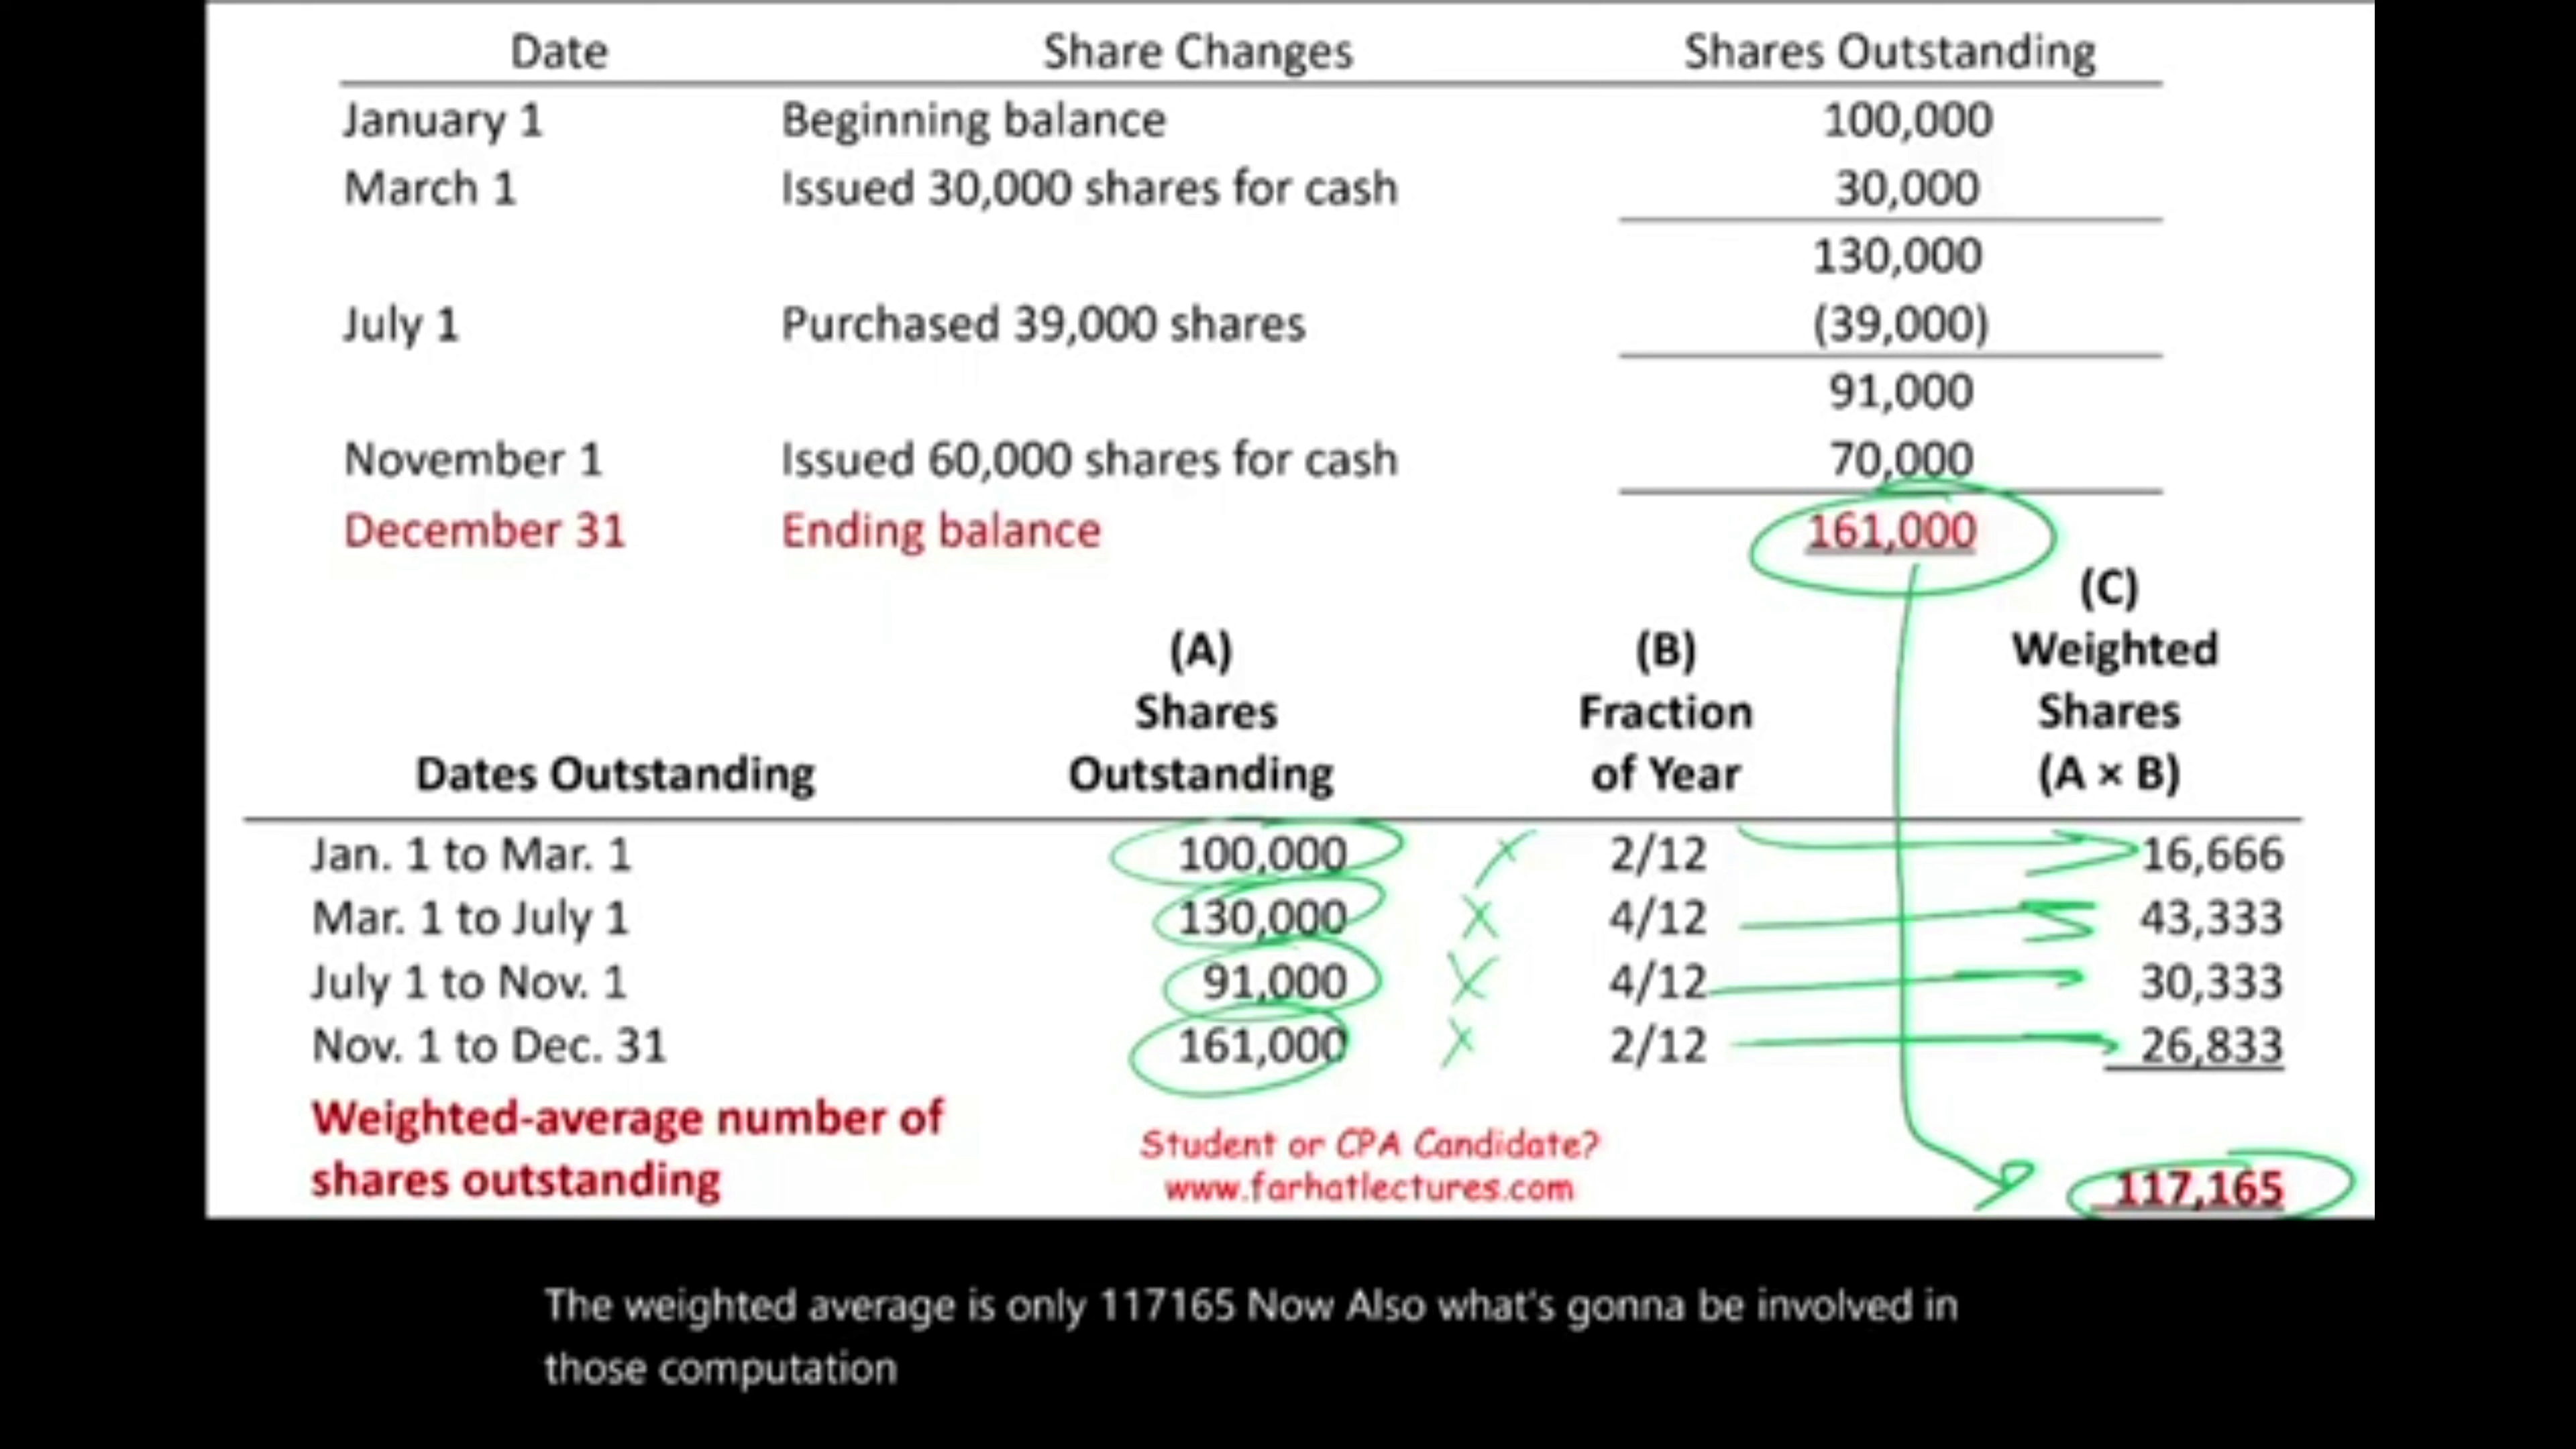 Date Share Changes Shares Outstanding
January 1 Beginning balance 100,000
March 1 Issued 30,000 shares for cash 30,000
130,000
July 1 Purchased 39,000 shares (39,000)
91,000
November 1 Issued 60,000 shares for cash 70,000
December 31 Ending balance 161,000
(C)
(A) (B) Weighted
Shares Fraction Shares
Dates Outstanding Outstanding of Year (A × B)
Jan. 1 to Mar. 1 100,000 x 2/12 16,666
Mar. 1 to July 1 130,000 x 4/12 43,333
July 1 to Nov. 1 91,000 x 4/12 30,333
Nov. 1 to Dec. 31 161,000 x 2/12 26,833
Weighted-average number of
shares outstanding 117,165
Student or CPA Candidate?
www.farhatlectures.com
The weighted average is only 117165 Now Also what's gonna be involved in
those computation